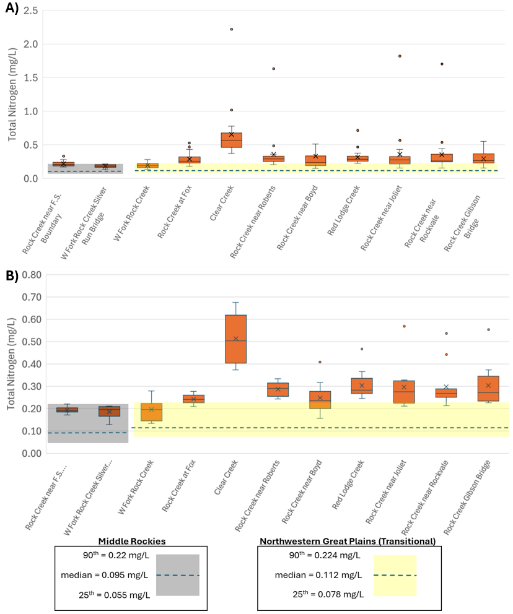 A)
Total Nitrogen (mg/L)
2.5
2.0
1.5
1.0
0.5
0.0
Rock Creek near F.S.
Boundary
W Fork Rock Creek Silver
Run Bridge
W Fork Rock Creek
Rock Creek at Fox
Clear Creek
Rock Creek near Roberts
Rock Creek near Boyd
Red Lodge Creek
Rock Creek near Joliet
Rock Creek near
Rockvale
Rock Creek Gibson
Bridge
B)
Total Nitrogen (mg/L)
0.80
0.70
0.60
0.50
0.40
0.30
0.20
0.10
0.00
Rock Creek near F.S....
W Fork Rock Creek Silver...
W Fork Rock Creek
Rock Creek at Fox
Clear Creek
Rock Creek near Roberts
Rock Creek near Boyd
Red Lodge Creek
Rock Creek near Joliet
Rock Creek near Rockvale
Rock Creek Gibson Bridge
Middle Rockies
90th = 0.22 mg/L
median = 0.095 mg/L
25th = 0.055 mg/L
Northwestern Great Plains (Transitional)
90th = 0.224 mg/L
median = 0.112 mg/L
25th = 0.078 mg/L